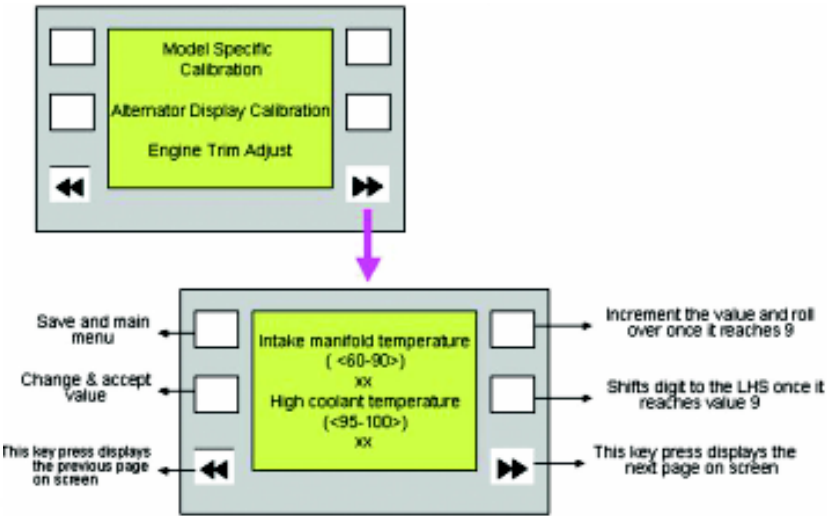 Model Specific
Calibration
Alternator Display Calibration
Engine Trim Adjust
Save and main
menu
Change & accept
value
This key press displays
the previous page
on screen
Intake manifold temperature
( <60-90>)
xx
High coolant temperature
(<95-100>)
xx
Increment the value and roll
over once it reaches 9
Shifts digit to the LHS once it
reaches value 9
This key press displays the
next page on screen